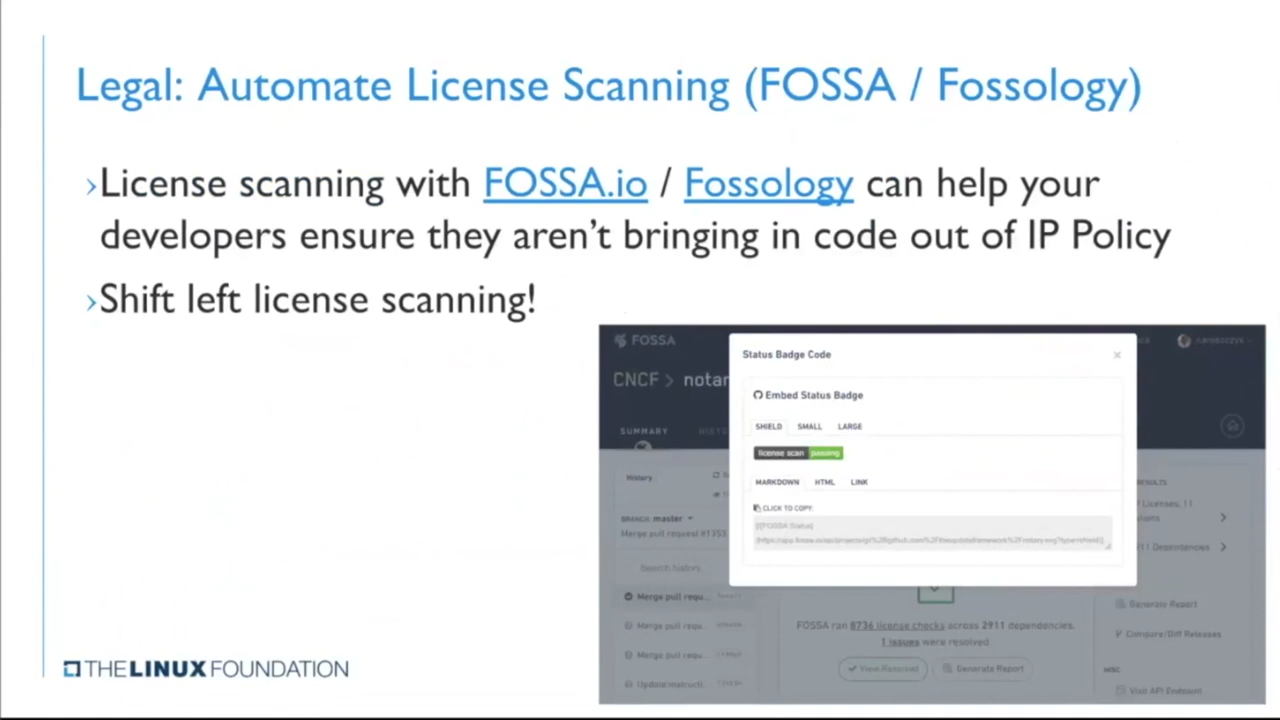 Legal: Automate License Scanning (FOSSA / Fossology)
›License scanning with FOSSA.io / Fossology can help your
developers ensure they aren't bringing in code out of IP Policy
›Shift left license scanning!
FOSSA
CNCF > notar
SUMMARY
History
BRANCH: master
Merge pull request #1353
Search history
Merge pull requ...
Merge pull requ...
Merge pull requ...
Update instructi...
Status Badge Code
×
Embed Status Badge
SHIELD SMALL LARGE
license scan passing
MARKDOWN HTML LINK
CLICK TO COPY:
[![FOSSA Status]
FOSSA ran 8736 license checks across 2911 dependencies.
1 issues were resolved
View Resolved Generate Report
Generate Report
Compare/Diff Releases
MISC
Visit API Endpoint
THE LINUX FOUNDATION